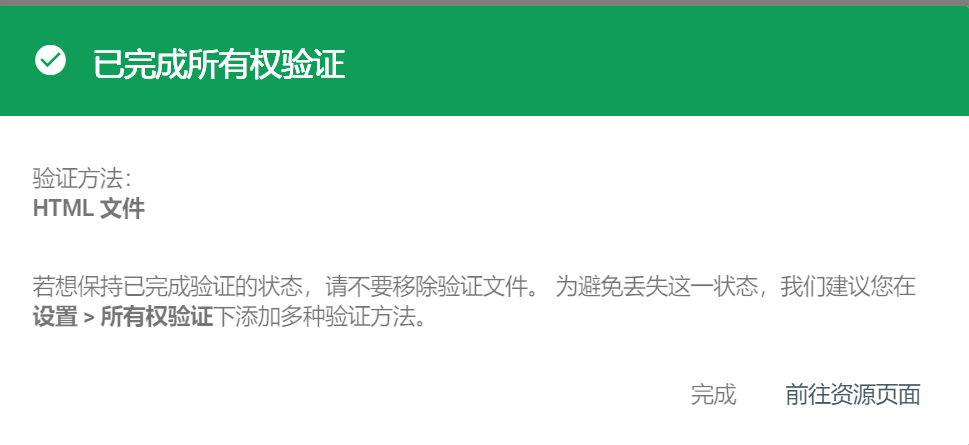 已完成所有权验证
验证方法：
HTML 文件
若想保持已完成验证的状态，请不要移除验证文件。 为避免丢失这一状态，我们建议您在
设置 > 所有权验证下添加多种验证方法。
完成 前往资源页面